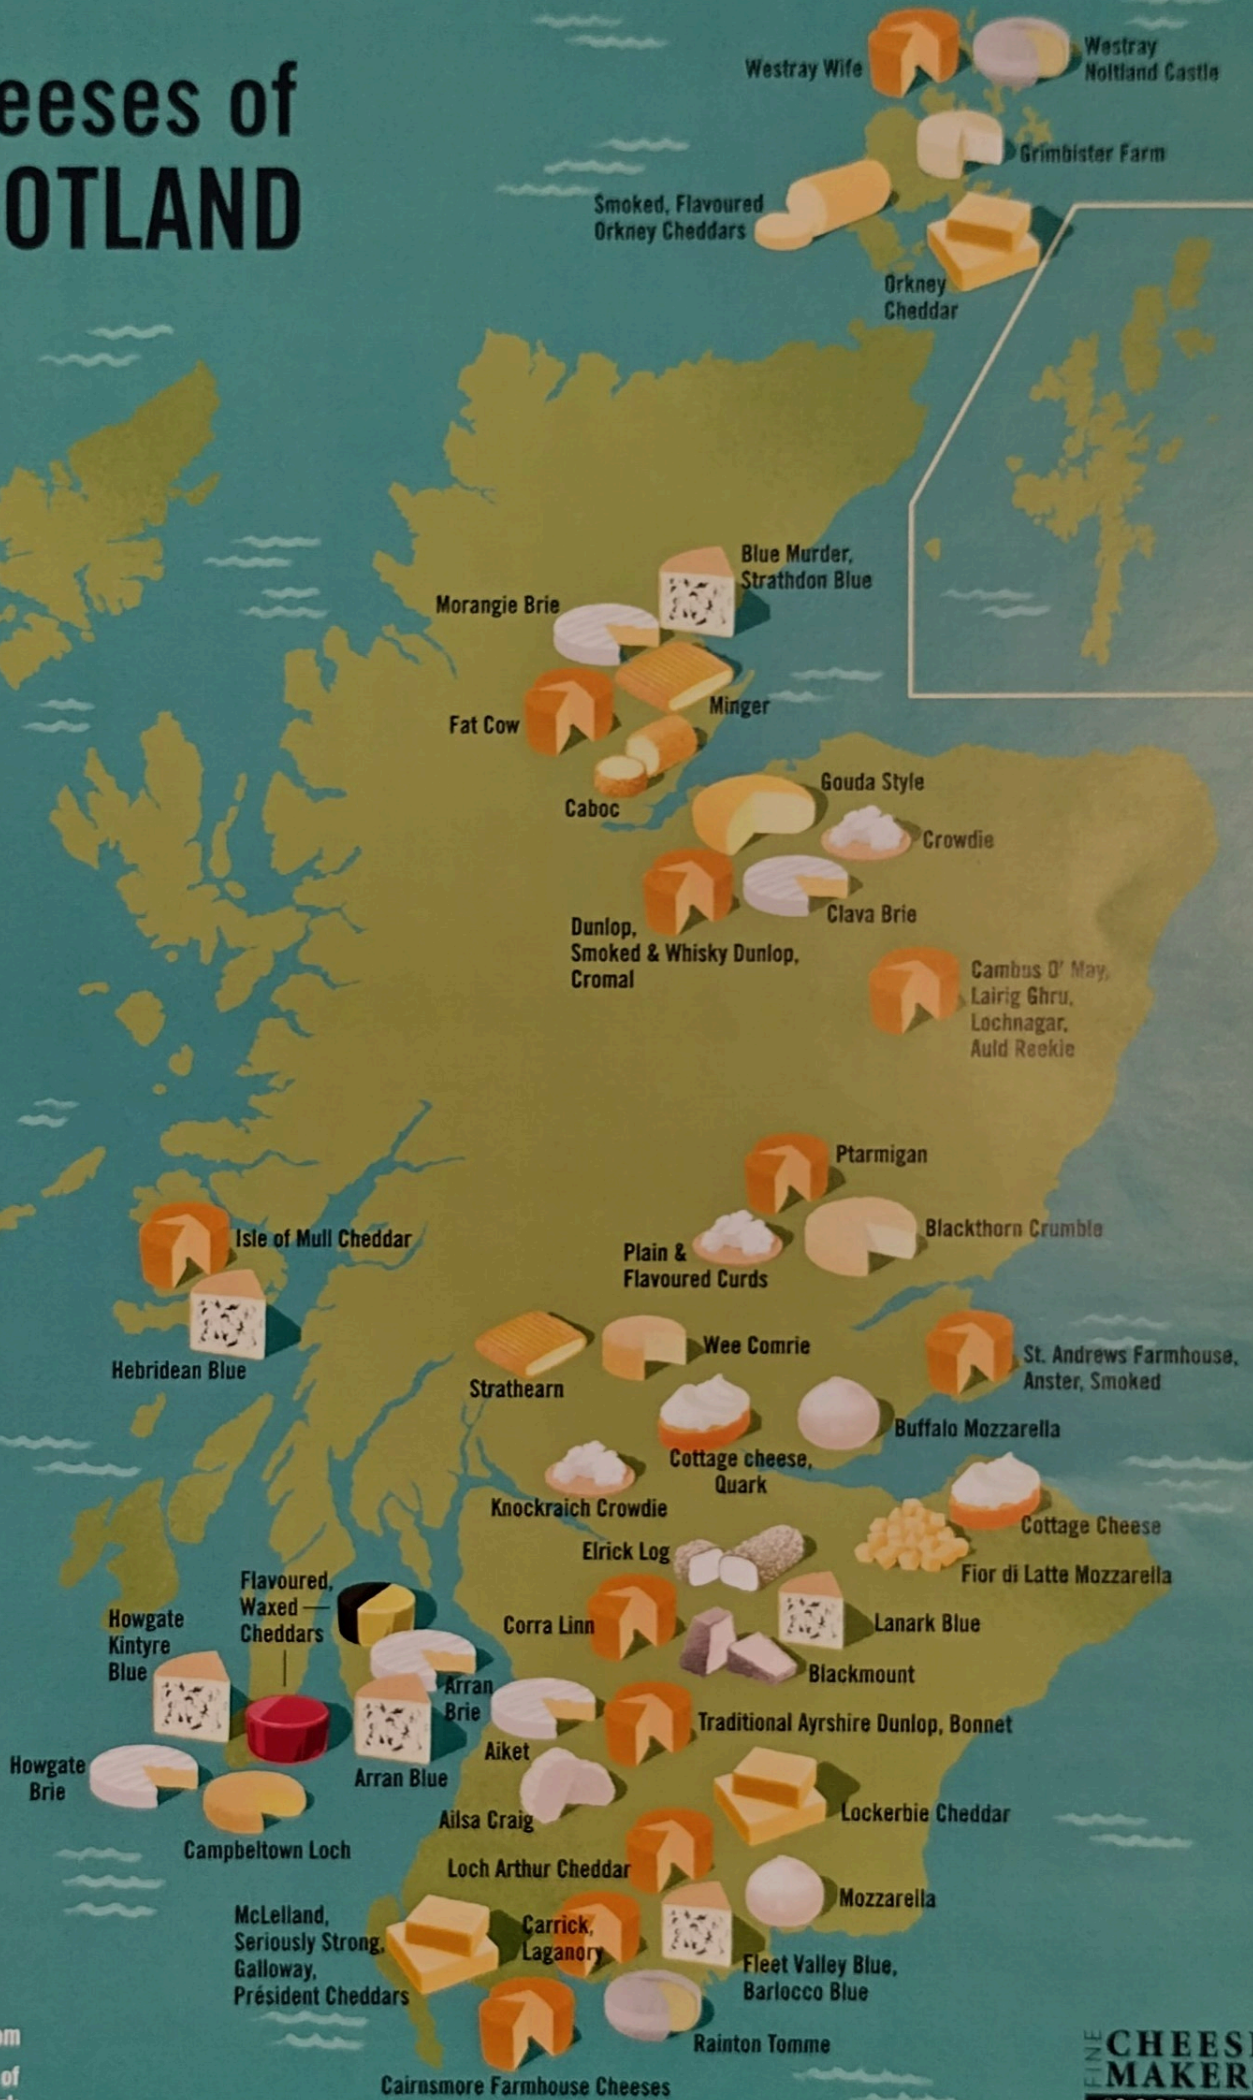 eeses of
OTLAND
Westray Wife
Westray
Noltland Castle
Grimbister Farm
Smoked, Flavoured
Orkney Cheddars
Orkney
Cheddar
Blue Murder,
Strathdon Blue
Morangie Brie
Minger
Fat Cow
Caboc
Gouda Style
Crowdie
Clava Brie
Dunlop,
Smoked & Whisky Dunlop,
Cromal
Cambus O' May,
Lairig Ghru,
Lochnagar,
Auld Reekie
Ptarmigan
Blackthorn Crumble
Plain &
Flavoured Curds
Isle of Mull Cheddar
Hebridean Blue
Wee Comrie
Strathearn
St. Andrews Farmhouse,
Anster, Smoked
Buffalo Mozzarella
Cottage cheese,
Quark
Knockraich Crowdie
Cottage Cheese
Fior di Latte Mozzarella
Elrick Log
Corra Linn
Lanark Blue
Blackmount
Flavoured,
Waxed
Cheddars
Howgate
Kintyre
Blue
Arran
Brie
Arran Blue
Howgate
Brie
Campbeltown Loch
Aiket
Traditional Ayrshire Dunlop, Bonnet
Ailsa Craig
Lockerbie Cheddar
Loch Arthur Cheddar
Mozzarella
McLelland,
Seriously Strong,
Galloway,
Président Cheddars
Carrick,
Laganory
Fleet Valley Blue,
Barlocco Blue
Rainton Tomme
Cairnsmore Farmhouse Cheeses
om
of
FINE
CHEES
MAKER